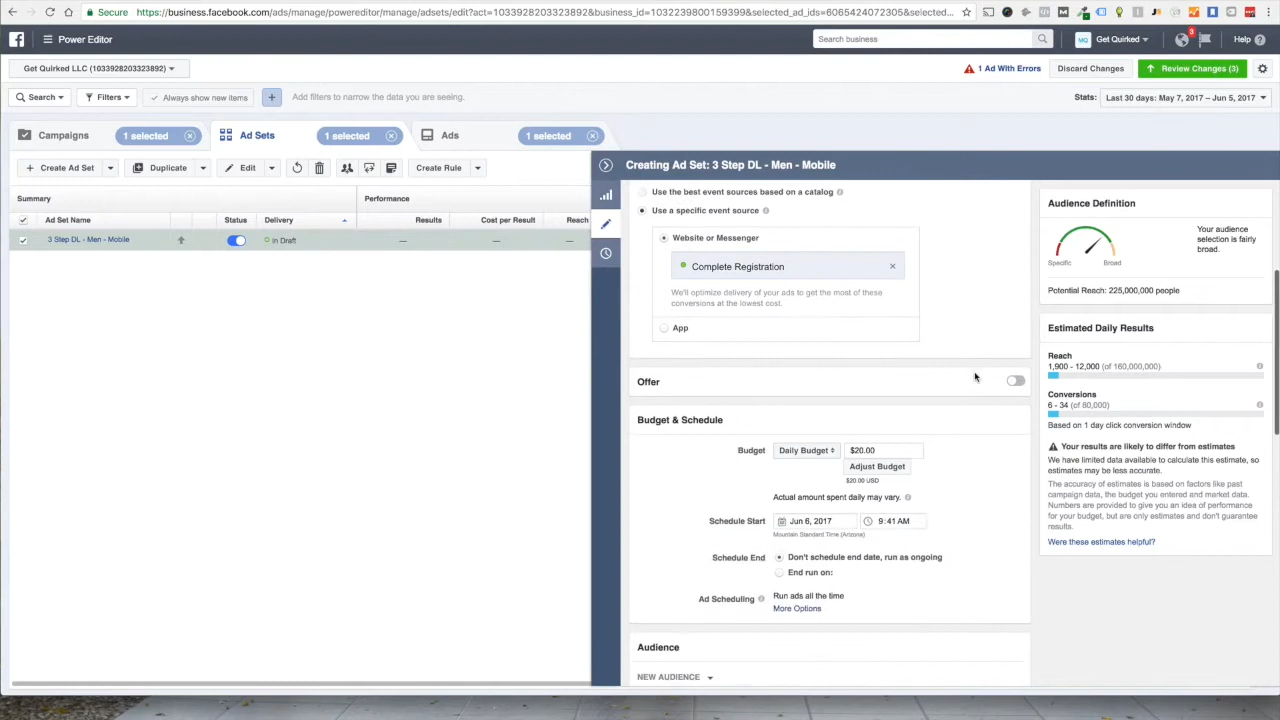 Secure
https://business.facebook.com/ads/manage/powereditor/manage/adsets/edit?act=1033928203323892&business_id=1032239800159399&selected_ad_ids=6065424072305&selected...
Power Editor
Search business
Get Quirked
3
Help
Get Quirked LLC (1033928203323892)
1 Ad With Errors
Discard Changes
Review Changes (3)
Search
Filters
Always show new items
Add filters to narrow the data you are seeing.
Stats:
Last 30 days: May 7, 2017 – Jun 5, 2017
Campaigns
1 selected
Ad Sets
1 selected
Ads
1 selected
Create Ad Set
Duplicate
Edit
Create Rule
Summary
Performance
Ad Set Name
Status
Delivery
Results
Cost per Result
Reach
3 Step DL - Men - Mobile
In Draft
—
—
—
Creating Ad Set: 3 Step DL - Men - Mobile
Use the best event sources based on a catalog
Use a specific event source
Website or Messenger
Complete Registration
We'll optimize delivery of your ads to get the most of these
conversions at the lowest cost.
App
Offer
Budget & Schedule
Budget
Daily Budget
$20.00
Adjust Budget
$20.00 USD
Actual amount spent daily may vary.
Schedule Start
Jun 6, 2017
9:41 AM
Mountain Standard Time (Arizona)
Schedule End
Don't schedule end date, run as ongoing
End run on:
Ad Scheduling
Run ads all the time
More Options
Audience
NEW AUDIENCE
Audience Definition
Specific
Broad
Your audience
selection is fairly
broad.
Potential Reach: 225,000,000 people
Estimated Daily Results
Reach
1,900 - 12,000 (of 160,000,000)
Conversions
6 - 34 (of 80,000)
Based on 1 day click conversion window
Your results are likely to differ from estimates
We have limited data available to calculate this estimate, so
estimates may be less accurate.
The accuracy of estimates is based on factors like past
campaign data, the budget you entered and market data.
Numbers are provided to give you an idea of performance
for your budget, but are only estimates and don't guarantee
results.
Were these estimates helpful?